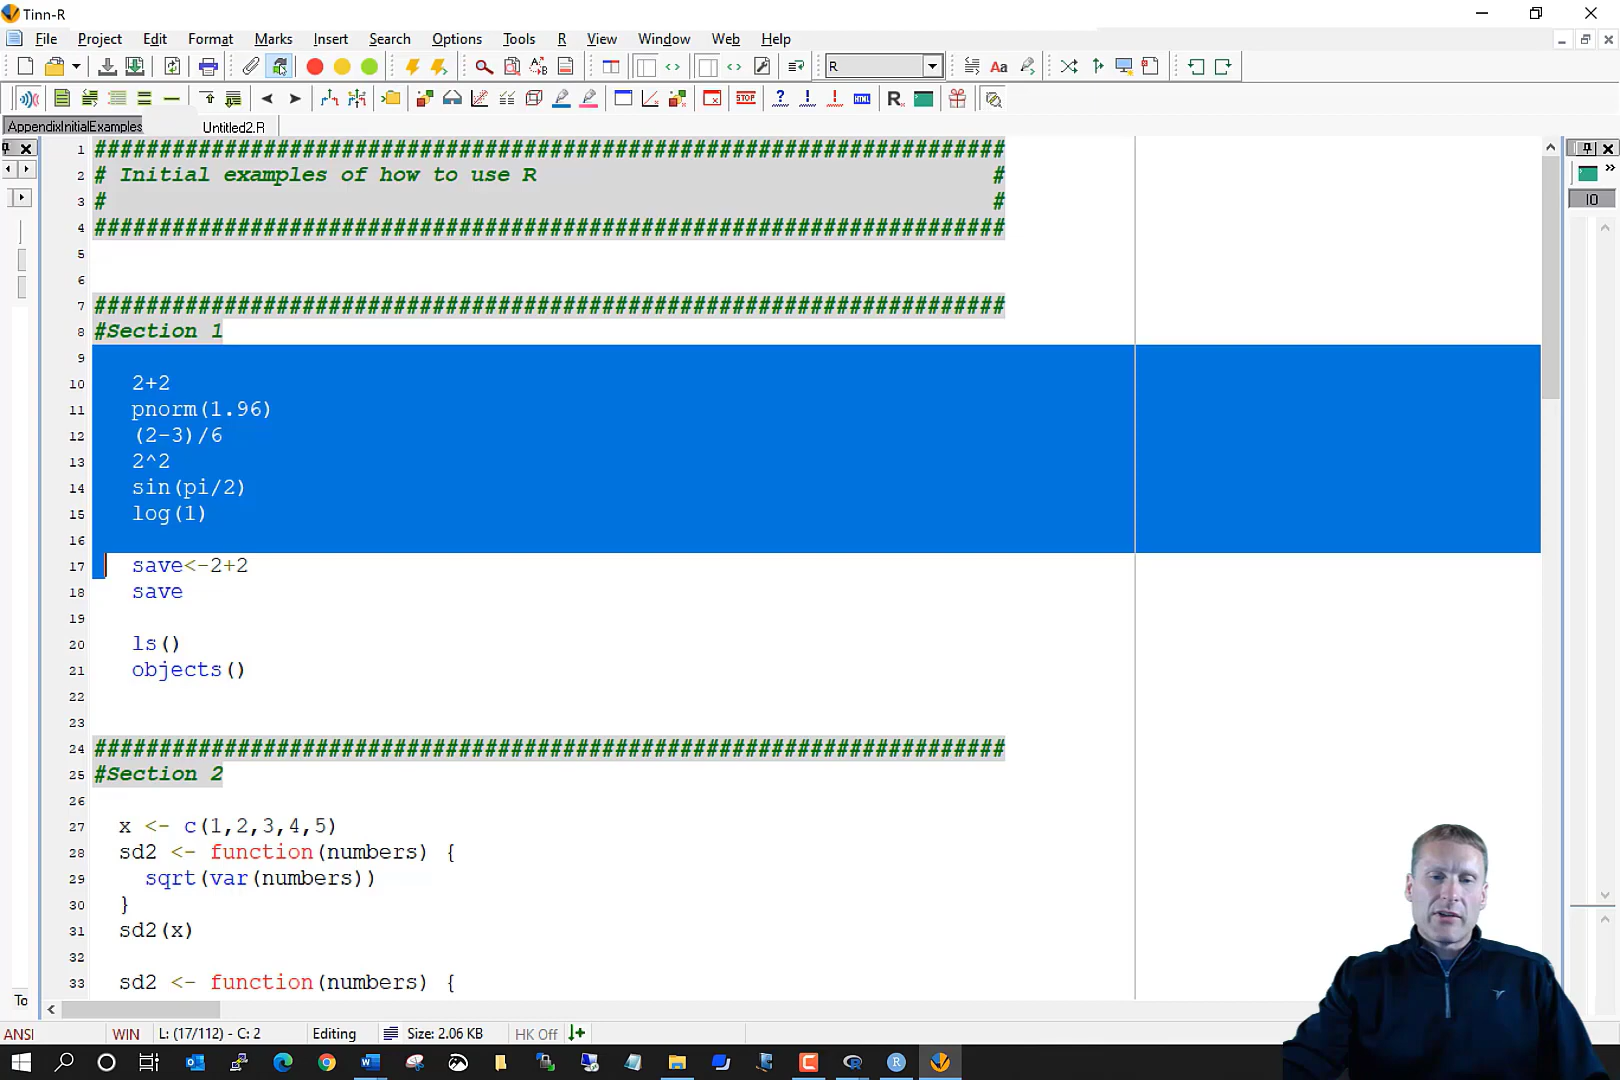 Tinn-R
File Project Edit Format Marks Insert Search Options Tools R View Window Web Help
R
AppendixInitialExamples Untitled2.R
1 ######################################################################
2 # Initial examples of how to use R #
3 # #
4 ######################################################################
5
6
7 ######################################################################
8 #Section 1
9
10 2+2
11 pnorm(1.96)
12 (2-3)/6
13 2^2
14 sin(pi/2)
15 log(1)
16
17 save<-2+2
18 save
19
20 ls()
21 objects()
22
23
24 ######################################################################
25 #Section 2
26
27 x <- c(1,2,3,4,5)
28 sd2 <- function(numbers) {
29 sqrt(var(numbers))
30 }
31 sd2(x)
32
33 sd2 <- function(numbers) {
IO
To
ANSI WIN L: (17/112) - C: 2 Editing Size: 2.06 KB HK Off